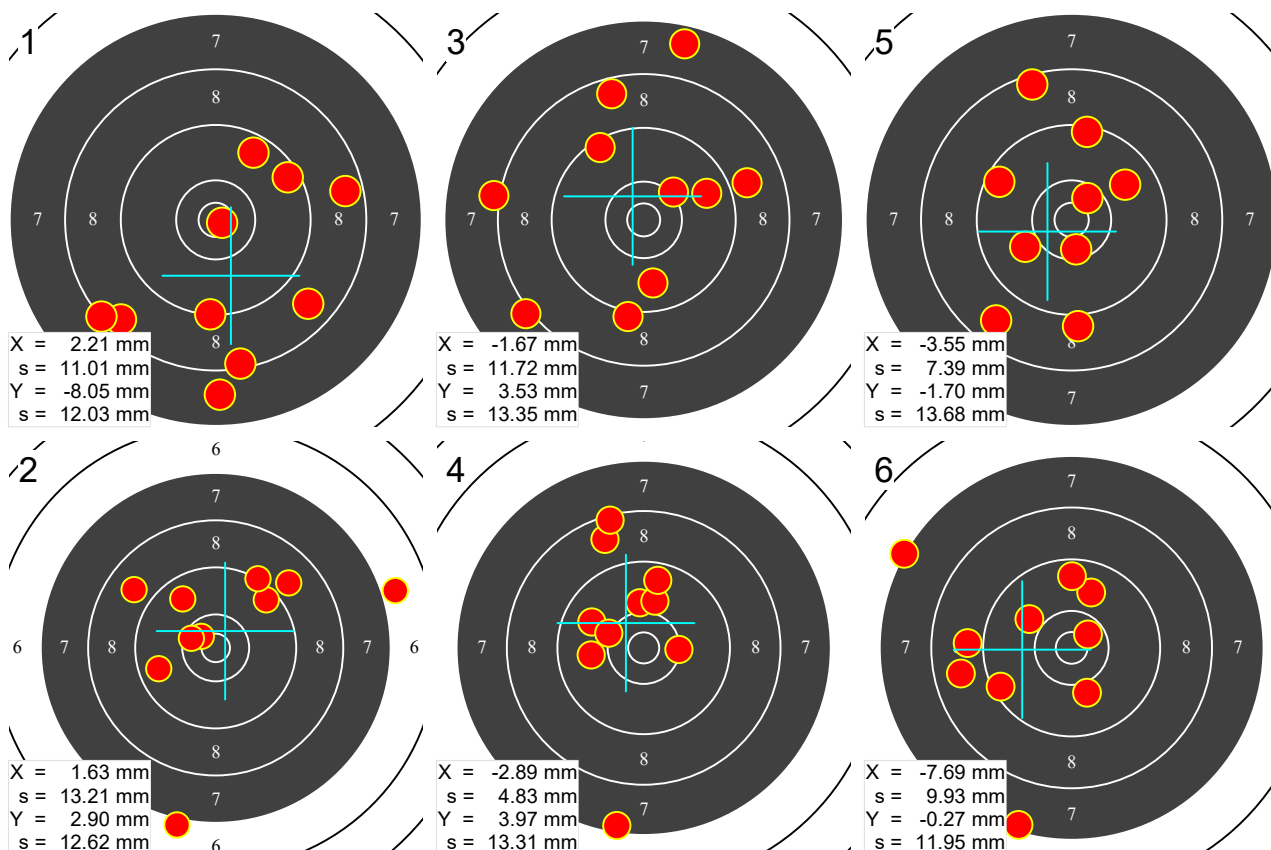 1
7
8
7
8
8
7
8
X = 2.21 mm
s = 11.01 mm
Y = -8.05 mm
s = 12.03 mm
3
7
8
7
8
8
7
8
7
X = -1.67 mm
s = 11.72 mm
Y = 3.53 mm
s = 13.35 mm
5
7
8
7
8
8
7
8
7
X = -3.55 mm
s = 7.39 mm
Y = -1.70 mm
s = 13.68 mm
2
6
7
8
6
7
8
8
7
6
8
7
6
X = 1.63 mm
s = 13.21 mm
Y = 2.90 mm
s = 12.62 mm
4
7
8
7
8
8
7
8
7
X = -2.89 mm
s = 4.83 mm
Y = 3.97 mm
s = 13.31 mm
6
7
8
7
8
7
8
7
X = -7.69 mm
s = 9.93 mm
Y = -0.27 mm
s = 11.95 mm